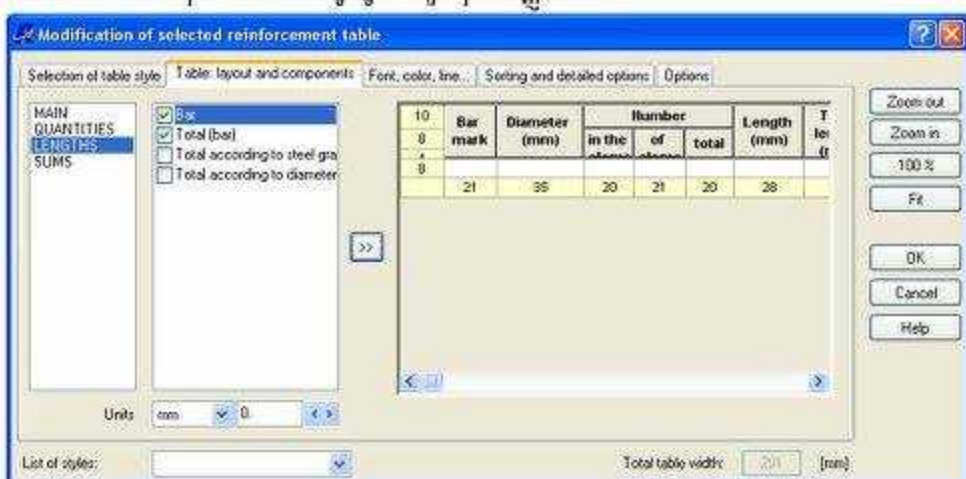 Modification of selected reinforcement table
Selection of table style
Table: layout and components
Font, color, line...
Sorting and detailed options
Options
MAIN
QUANTITIES
LENGTHS
SUMS
Bar
Total (bar)
Total according to steel gra
Total according to diameter
>>
10
8
8
Bar mark
Diameter (mm)
Number
in the
of
total
Length (mm)
21 35 20 21 20 28
Zoom out
Zoom in
100 %
Fit
OK
Cancel
Help
Units
mm
0.
List of styles:
Total table width:
201
[mm]